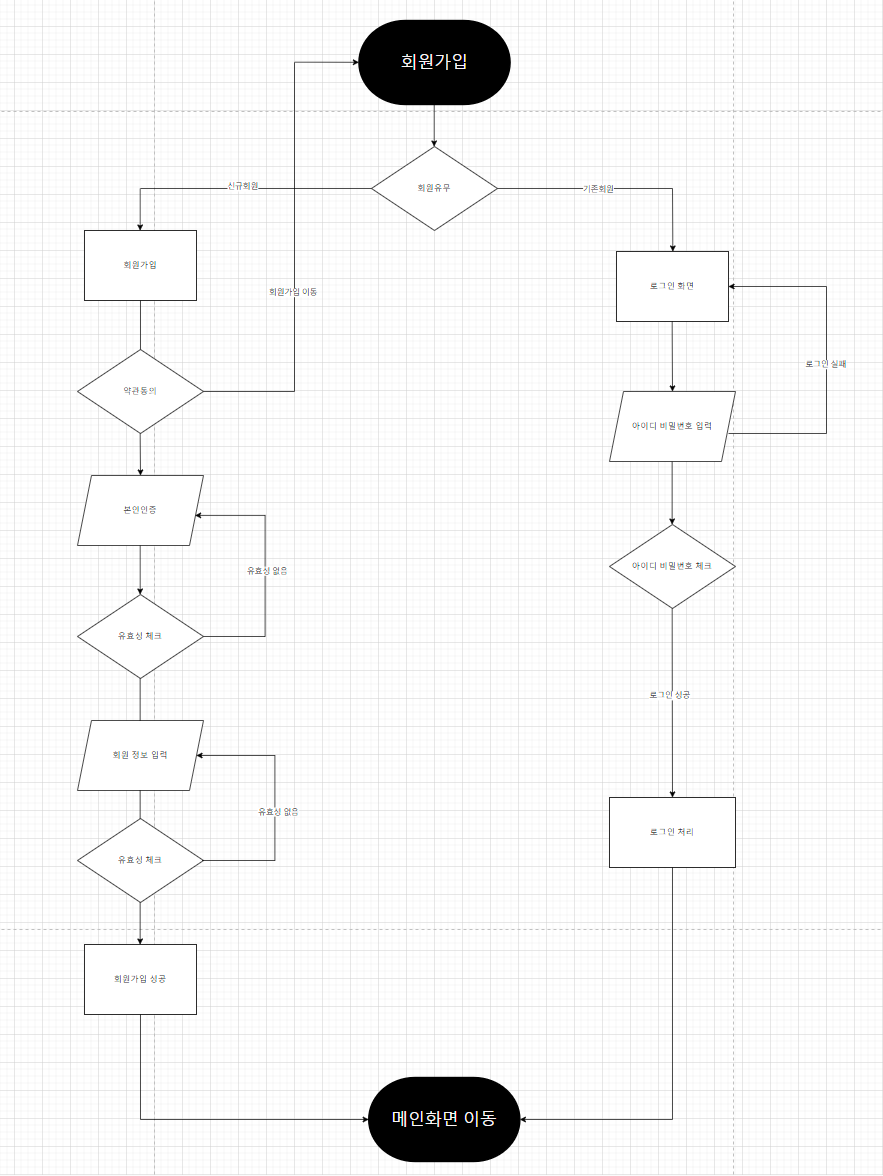 회원가입
회원유무
신규회원
기존회원
회원가입
로그인 화면
회원가입 이동
로그인 실패
약관동의
아이디 비밀번호 입력
본인인증
유효성 없음
아이디 비밀번호 체크
유효성 체크
로그인 성공
회원 정보 입력
유효성 없음
로그인 처리
유효성 체크
회원가입 성공
메인화면 이동